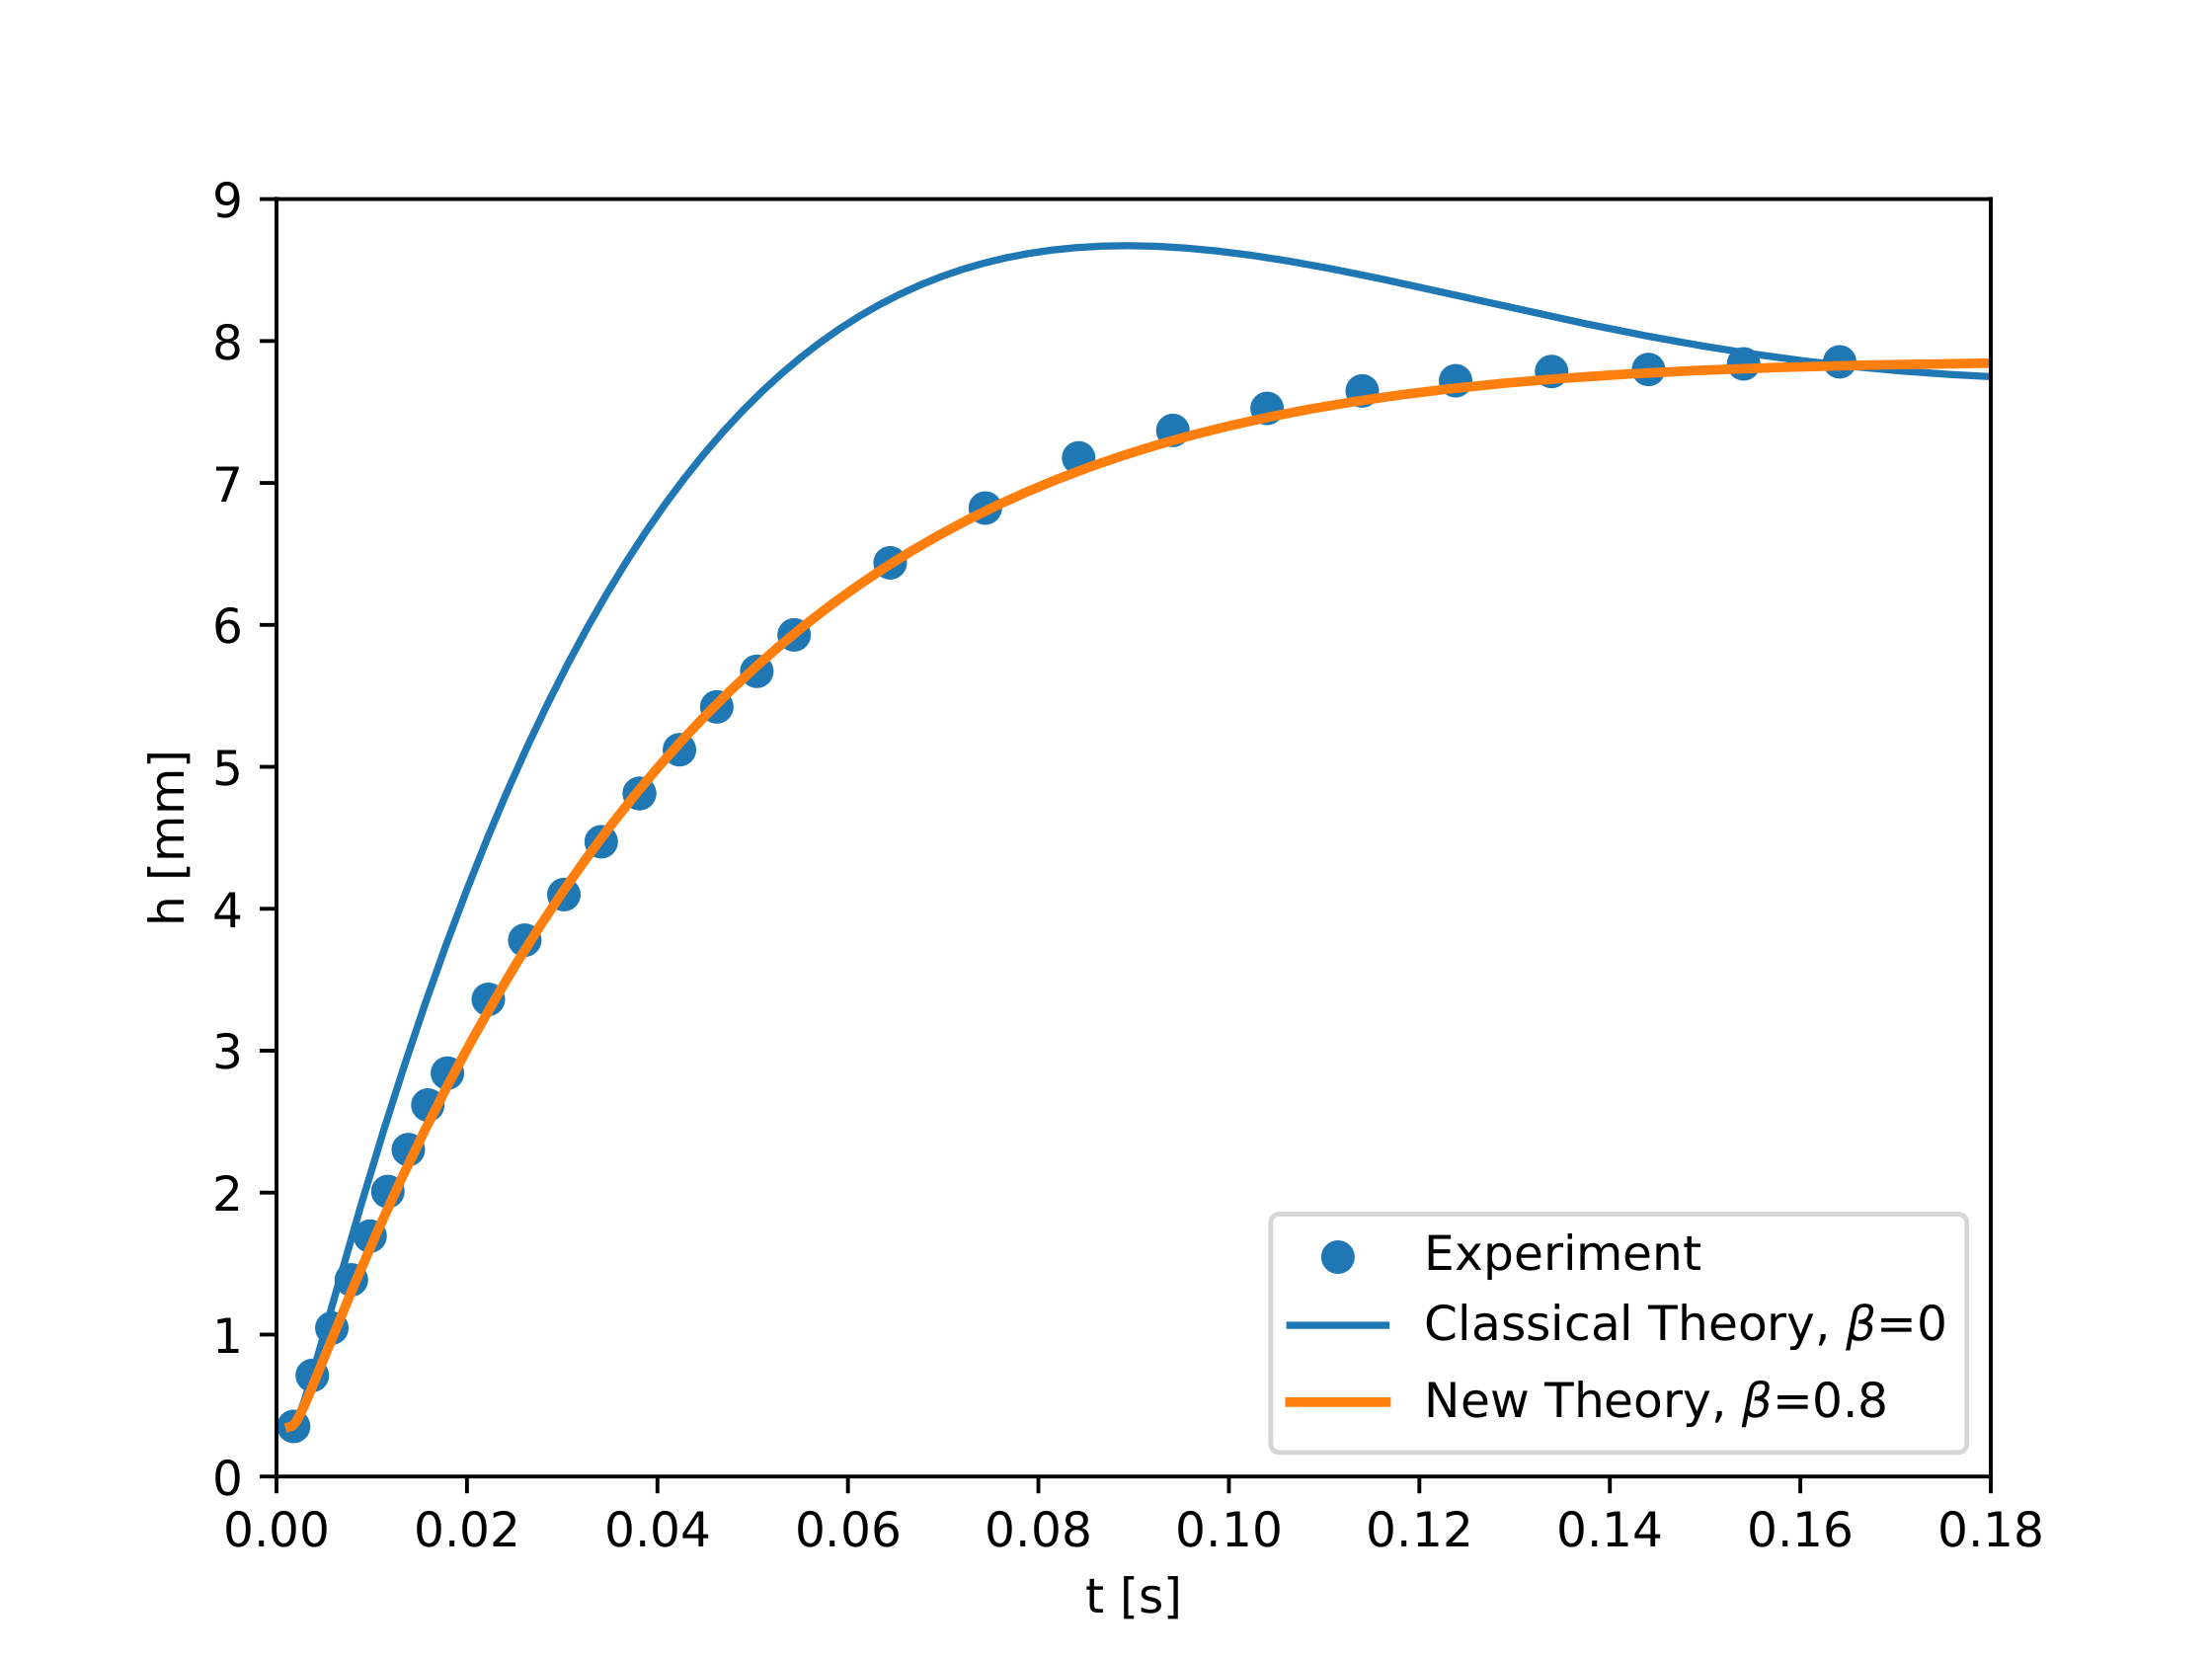 9
8
7
6
5
4
3
2
1
0
h [mm]
0.00 0.02 0.04 0.06 0.08 0.10 0.12 0.14 0.16 0.18
t [s]
Experiment
Classical Theory, β=0
New Theory, β=0.8